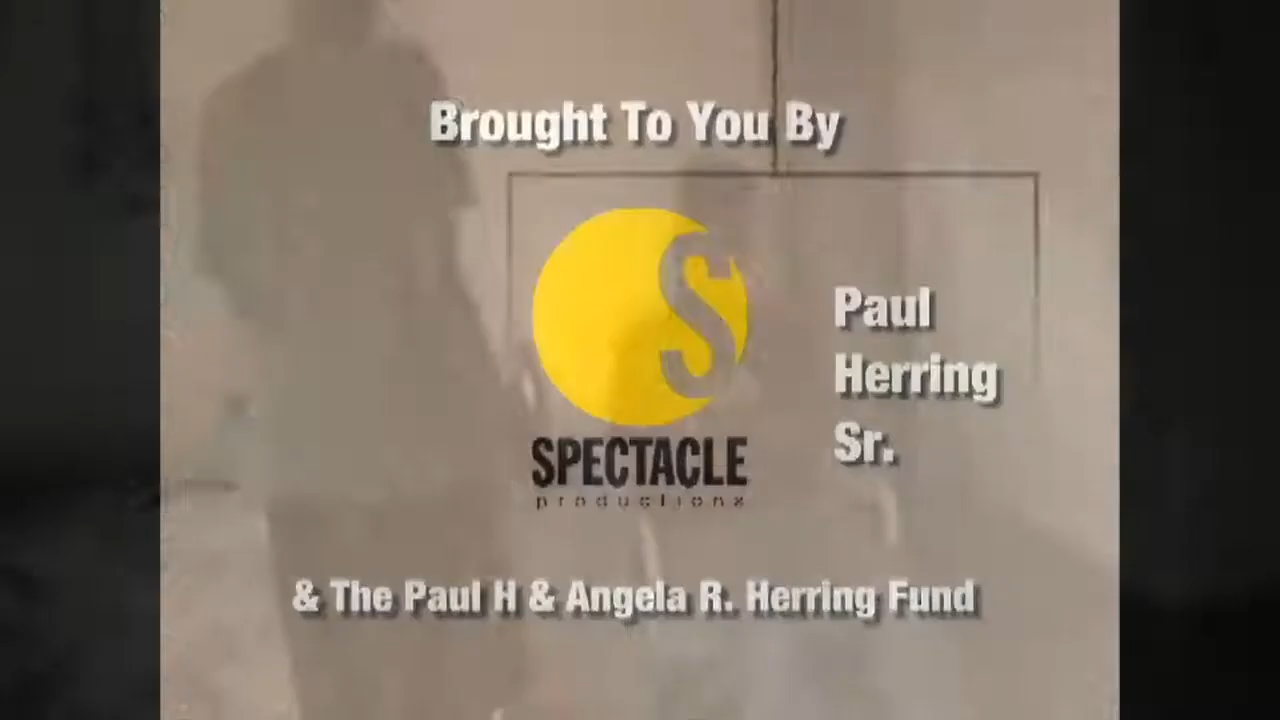 Brought To You By
S
SPECTACLE
productions
Paul
Herring
Sr.
& The Paul H & Angela R. Herring Fund